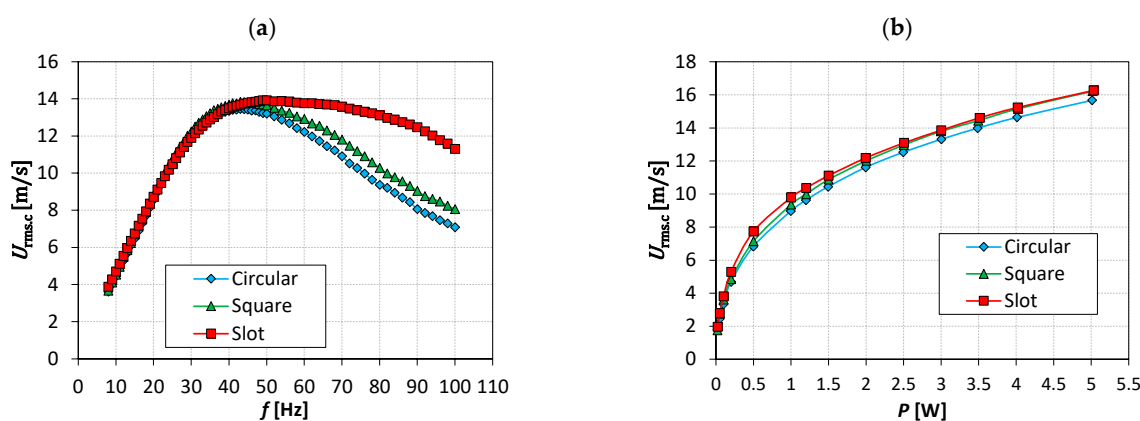 (a)
16
14
12
10
8
6
4
2
0
0 10 20 30 40 50 60 70 80 90 100 110
U_rms.c [m/s]
f [Hz]
Circular
Square
Slot
(b)
18
16
14
12
10
8
6
4
2
0
0 0.5 1 1.5 2 2.5 3 3.5 4 4.5 5 5.5
U_rms.c [m/s]
P [W]
Circular
Square
Slot